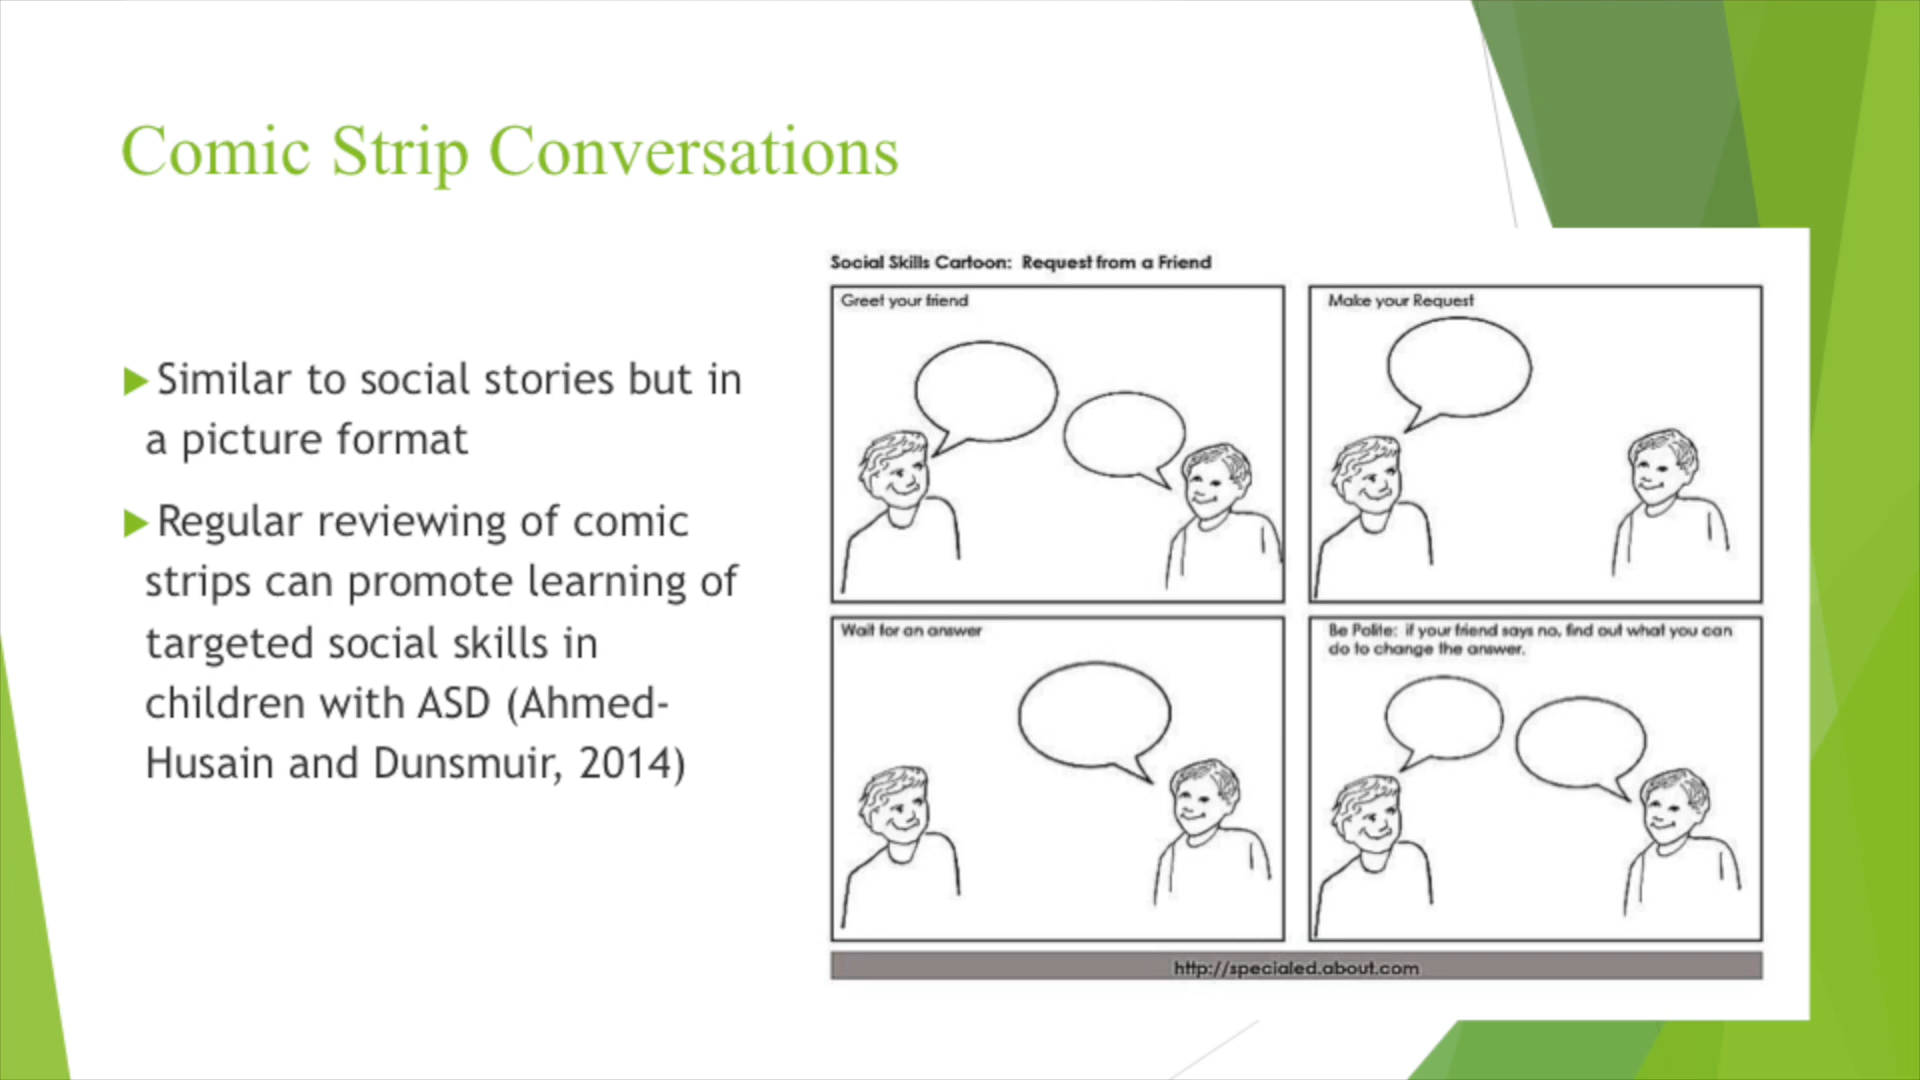 Comic Strip Conversations
Similar to social stories but in
a picture format
Regular reviewing of comic
strips can promote learning of
targeted social skills in
children with ASD (Ahmed-
Husain and Dunsmuir, 2014)
Social Skills Cartoon: Request from a Friend
Greet your friend
Make your Request
Wait for an answer
Be Polite: if your friend says no, find out what you can
do to change the answer.
http://specialed.about.com